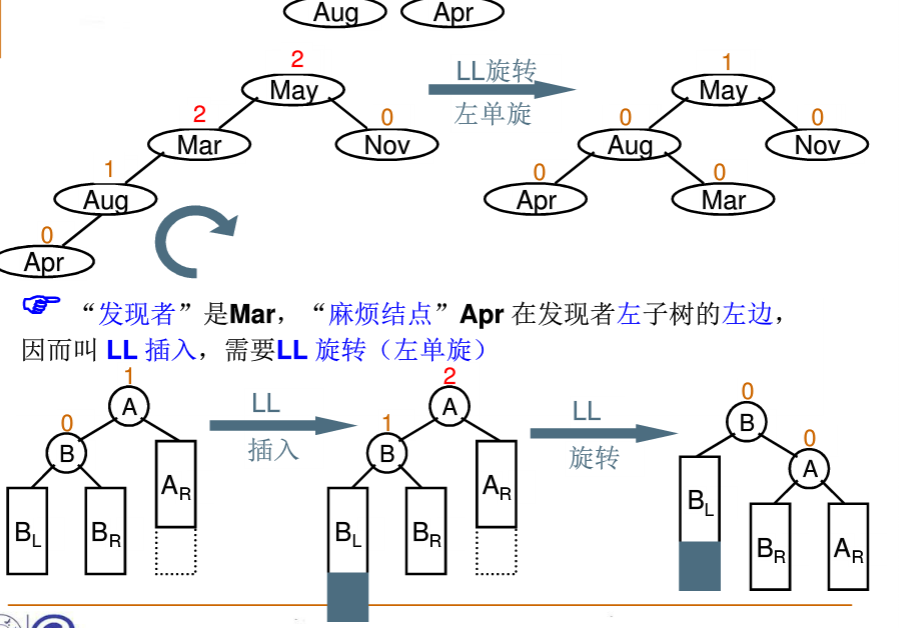 Aug Apr
2
May
LL旋转
左单旋
1
May
2
Mar
0
Nov
0
Aug
0
Nov
1
Aug
0
Apr
0
Mar
0
Apr
“发现者”是Mar，“麻烦结点”Apr 在发现者左子树的左边，
因而叫 LL 插入，需要LL 旋转（左单旋）
1
A
0
B
BL BR AR
LL
插入
2
A
1
B
BL BR AR
LL
旋转
0
B
0
A
BL BR AR